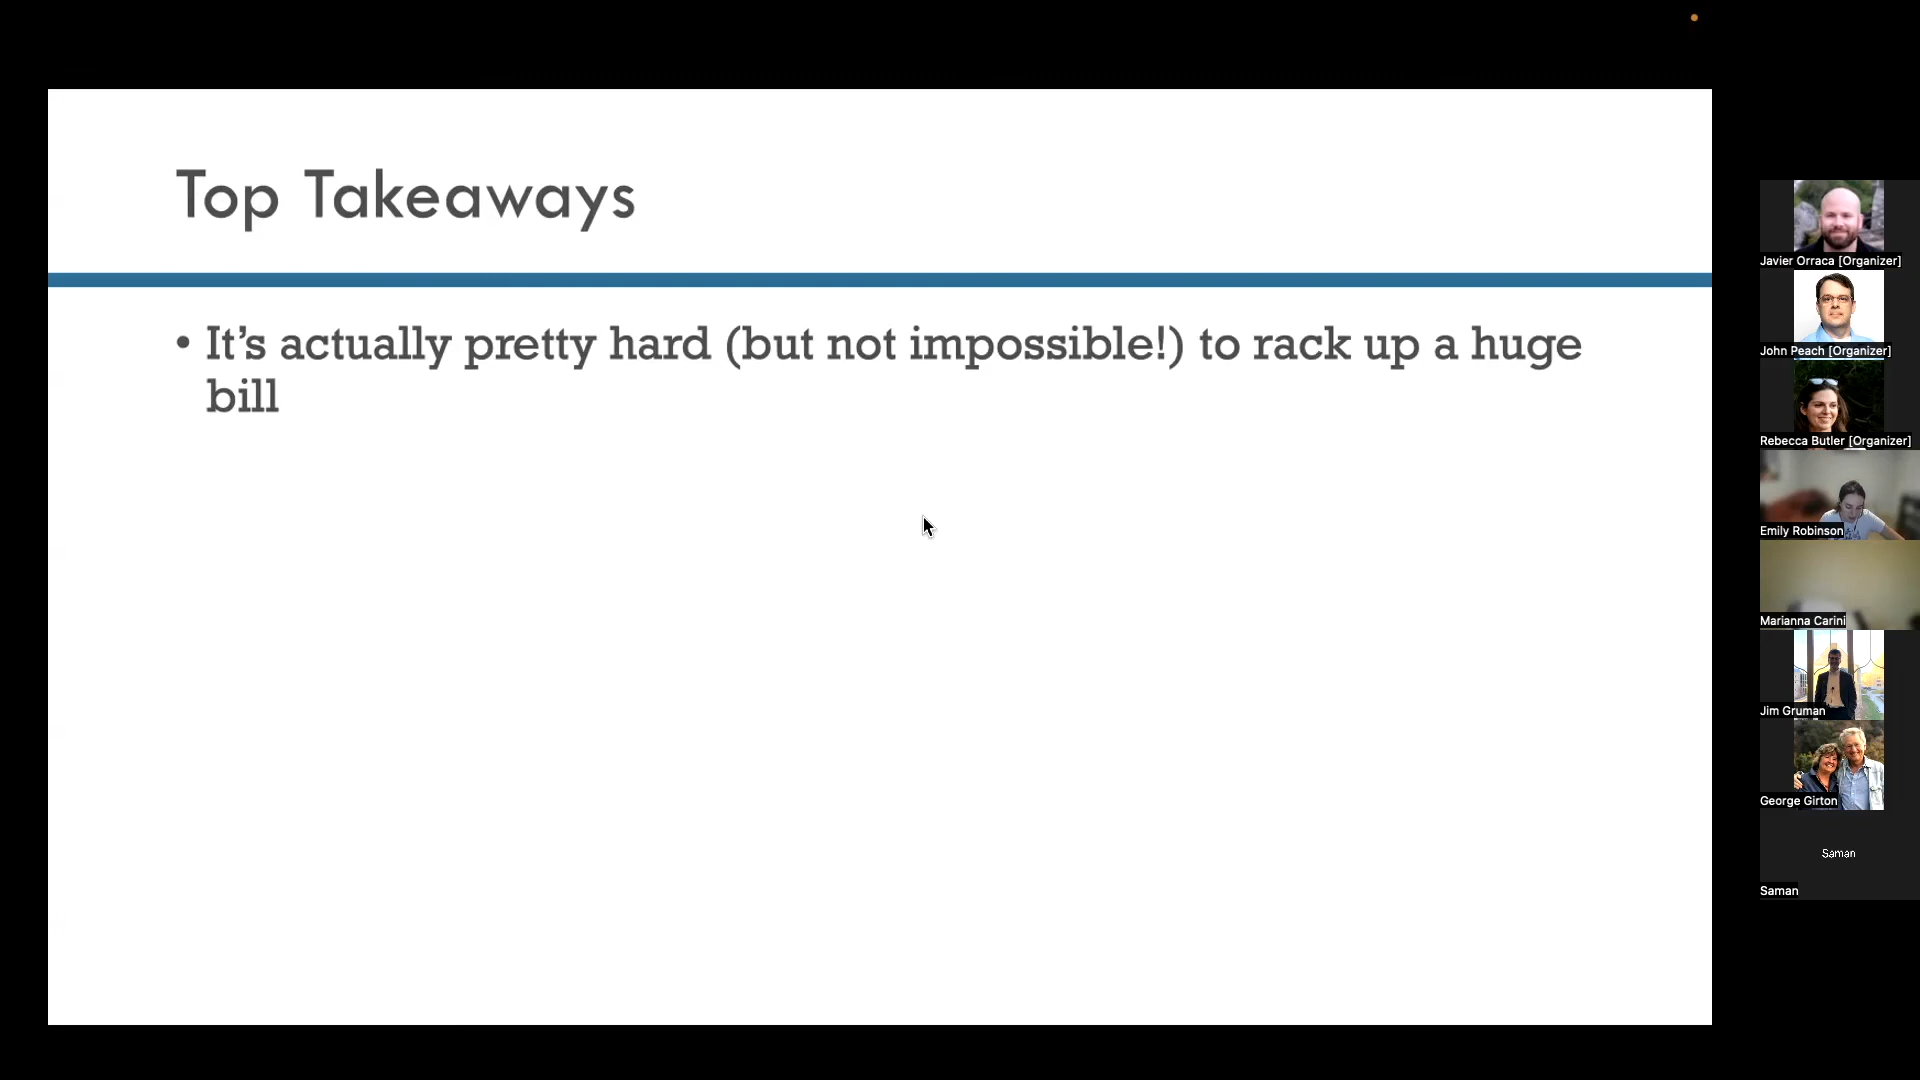 Top Takeaways
• It's actually pretty hard (but not impossible!) to rack up a huge
bill
Javier Orraca [Organizer]
John Peach [Organizer]
Rebecca Butler [Organizer]
Emily Robinson
Marianna Carini
Jim Gruman
George Girton
Saman
Saman